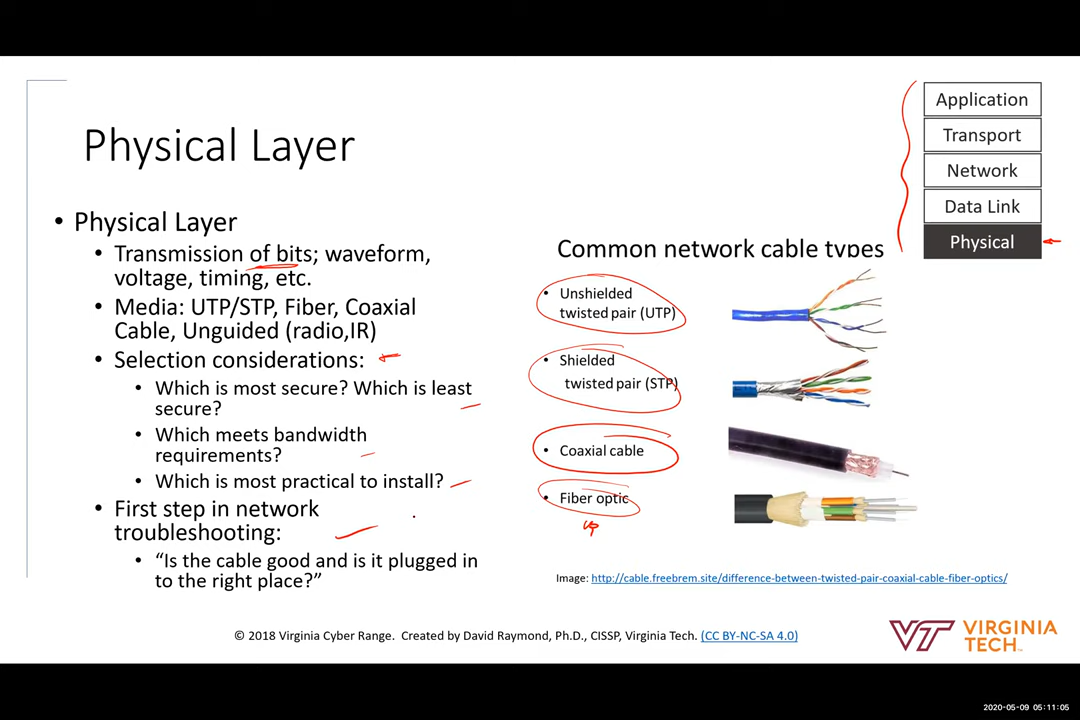 Physical Layer
• Physical Layer
• Transmission of bits; waveform,
voltage, timing, etc.
• Media: UTP/STP, Fiber, Coaxial
Cable, Unguided (radio,IR)
• Selection considerations:
• Which is most secure? Which is least
secure?
• Which meets bandwidth
requirements?
• Which is most practical to install?
• First step in network
troubleshooting:
• “Is the cable good and is it plugged in
to the right place?”
Common network cable types
• Unshielded
twisted pair (UTP)
• Shielded
twisted pair (STP)
• Coaxial cable
• Fiber optic
Image: http://cable.freebrem.site/difference-between-twisted-pair-coaxial-cable-fiber-optics/
Application
Transport
Network
Data Link
Physical
© 2018 Virginia Cyber Range. Created by David Raymond, Ph.D., CISSP, Virginia Tech. (CC BY-NC-SA 4.0)
VT VIRGINIA
TECH
2020-05-09 05:11:05